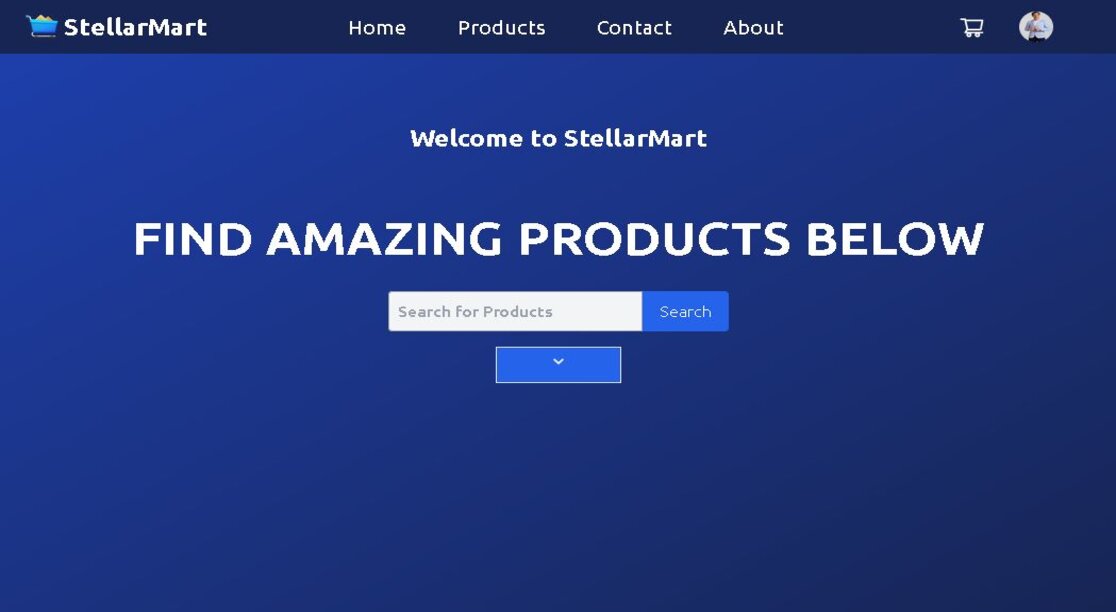 StellarMart
Home Products Contact About
Welcome to StellarMart
FIND AMAZING PRODUCTS BELOW
Search for Products
Search